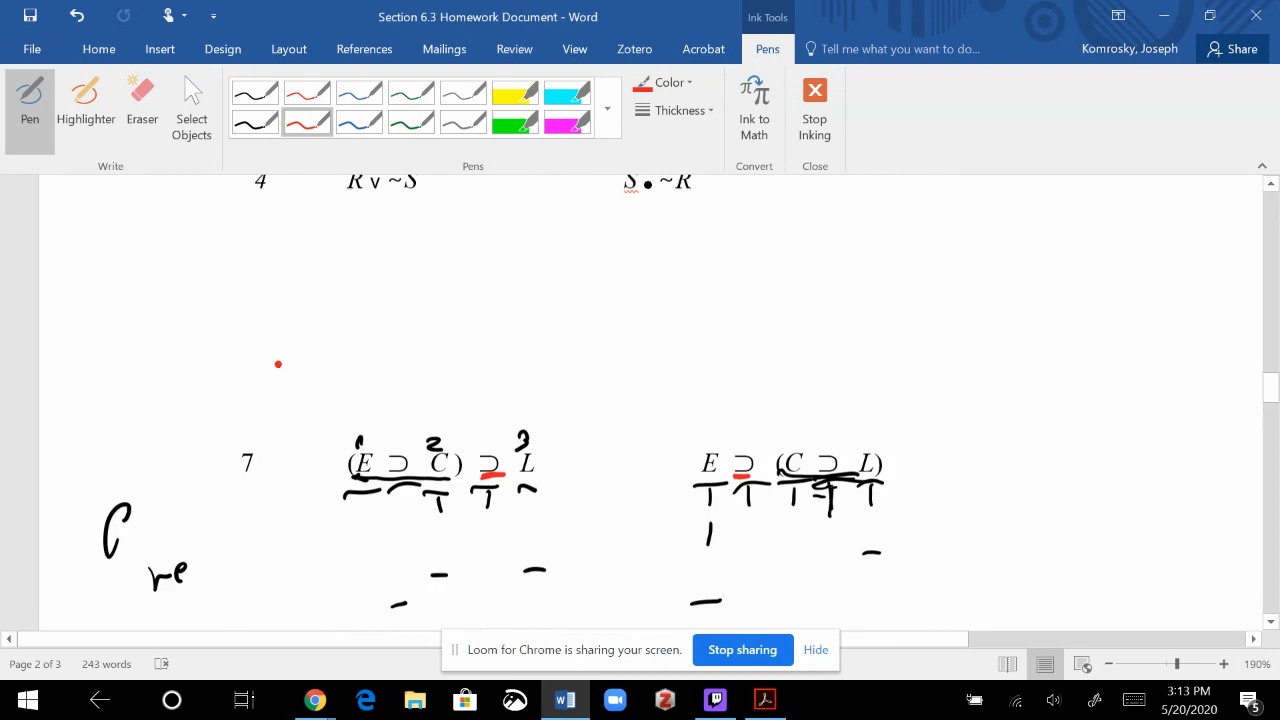 Section 6.3 Homework Document - Word
Ink Tools
File Home Insert Design Layout References Mailings Review View Zotero Acrobat Pens Tell me what you want to do... Komrosky, Joseph Share
Pen Highlighter Eraser Select Objects
Color
Thickness
Ink to Math
Stop Inking
Write Pens Convert Close
4 R v ~S S • ~R
1 2 3
7 (E ⊃ C) ⊃ L E ⊃ (C ⊃ L)
T T T T T T T
C
re
Loom for Chrome is sharing your screen. Stop sharing Hide
Page 2 of 3 243 words 190%
3:13 PM
5/20/2020
5